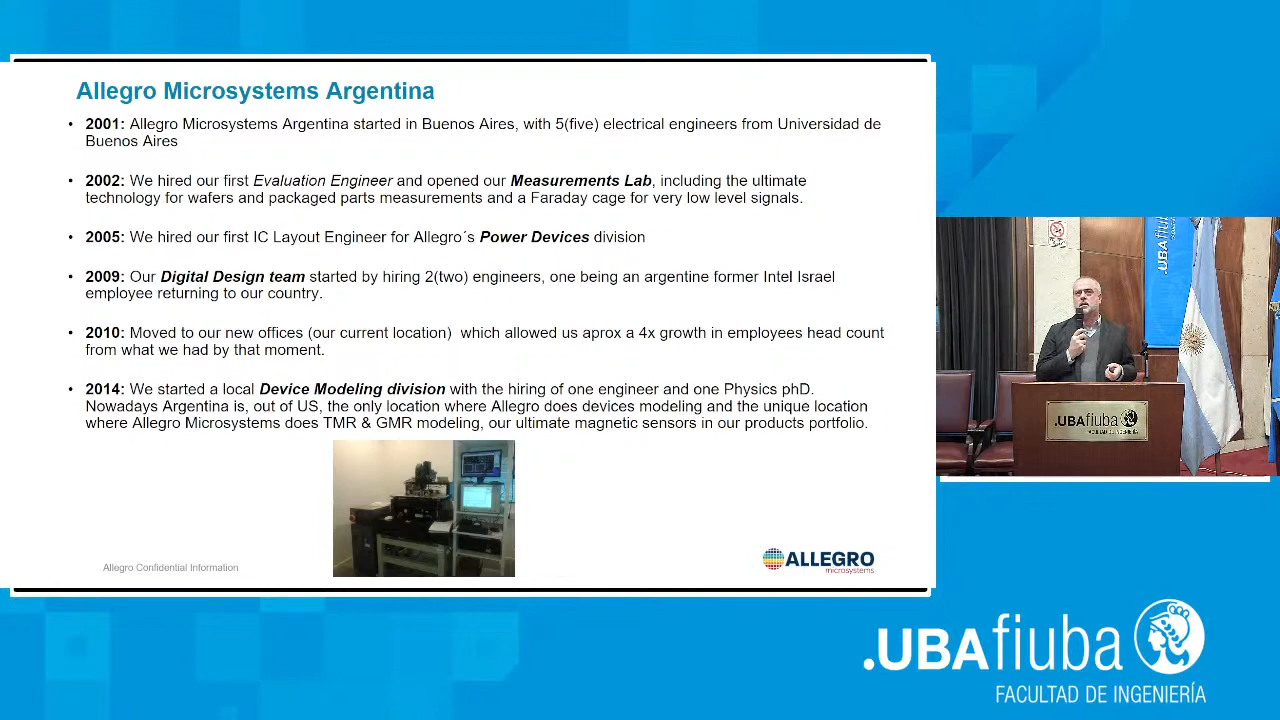 Allegro Microsystems Argentina
• 2001: Allegro Microsystems Argentina started in Buenos Aires, with 5(five) electrical engineers from Universidad de
Buenos Aires
• 2002: We hired our first Evaluation Engineer and opened our Measurements Lab, including the ultimate
technology for wafers and packaged parts measurements and a Faraday cage for very low level signals.
• 2005: We hired our first IC Layout Engineer for Allegro´s Power Devices division
• 2009: Our Digital Design team started by hiring 2(two) engineers, one being an argentine former Intel Israel
employee returning to our country.
• 2010: Moved to our new offices (our current location)  which allowed us aprox a 4x growth in employees head count
from what we had by that moment.
• 2014: We started a local Device Modeling division with the hiring of one engineer and one Physics phD.
Nowadays Argentina is, out of US, the only location where Allegro does devices modeling and the unique location
where Allegro Microsystems does TMR & GMR modeling, our ultimate magnetic sensors in our products portfolio.
Allegro Confidential Information
ALLEGRO
microsystems
.UBAfiuba
.UBAfiuba
FACULTAD DE INGENIERÍA
.UBAfiuba
FACULTAD DE INGENIERÍA